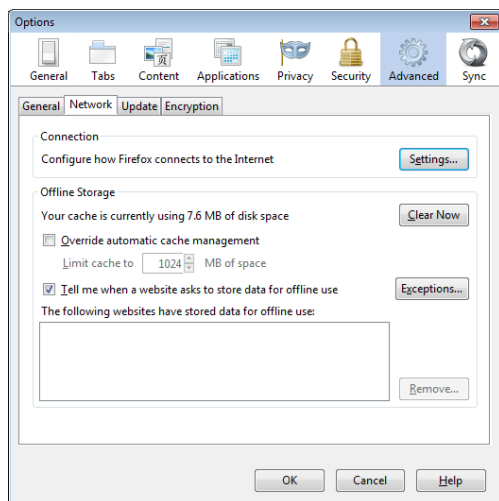 Options
General Tabs Content Applications Privacy Security Advanced Sync
页
General Network Update Encryption
Connection
Configure how Firefox connects to the Internet Settings...
Offline Storage
Your cache is currently using 7.6 MB of disk space Clear Now
Override automatic cache management
Limit cache to 1024 MB of space
Tell me when a website asks to store data for offline use Exceptions...
The following websites have stored data for offline use:
Remove...
OK Cancel Help